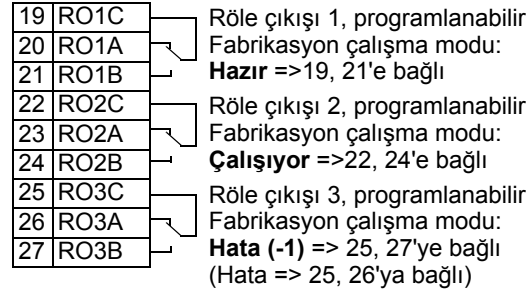 19 RO1C Röle çıkışı 1, programlanabilir
20 RO1A Fabrikasyon çalışma modu:
21 RO1B Hazır =>19, 21'e bağlı
22 RO2C Röle çıkışı 2, programlanabilir
23 RO2A Fabrikasyon çalışma modu:
24 RO2B Çalışıyor =>22, 24'e bağlı
25 RO3C Röle çıkışı 3, programlanabilir
26 RO3A Fabrikasyon çalışma modu:
27 RO3B Hata (-1) => 25, 27'ye bağlı
(Hata => 25, 26'ya bağlı)